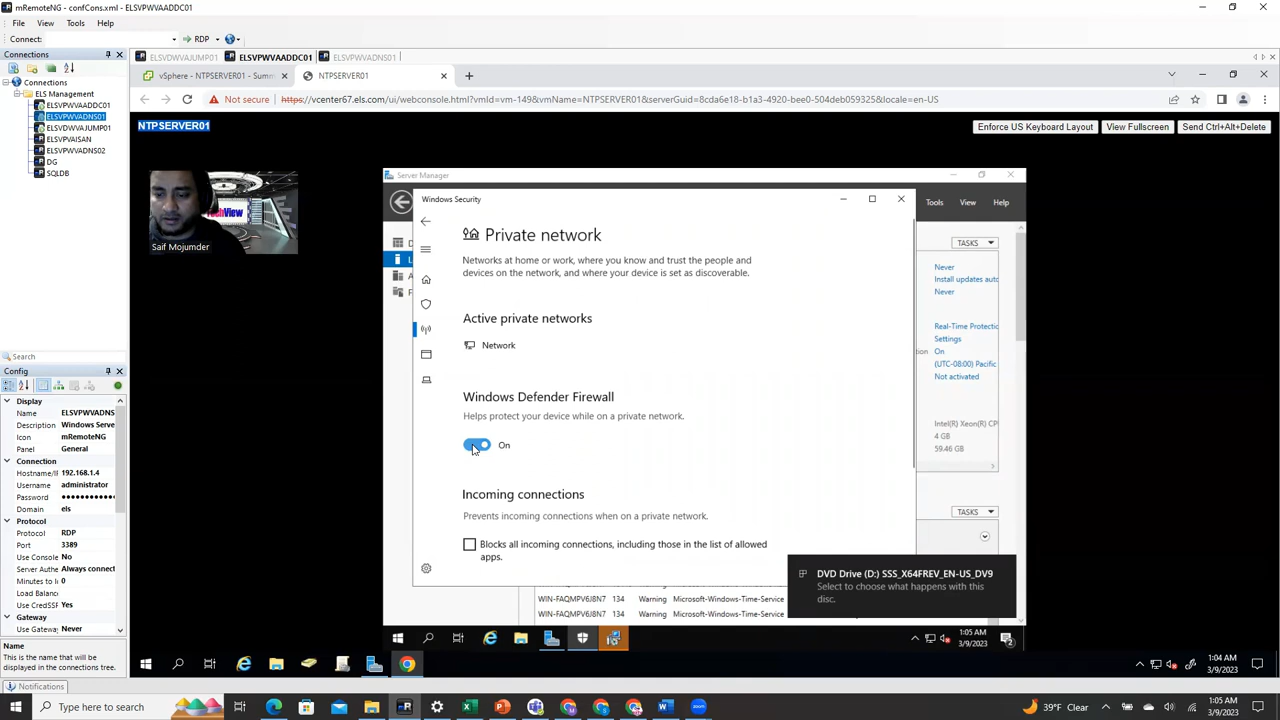 mRemoteNG - confCons.xml - ELSVPWVAADDC01
File View Tools Help
Connect: RDP
Connections
Connections
ELS Management
ELSVPWVAADDC01
ELSVPWVADNS01
ELSVDWVAJUMP01
ELSVPVAISAN
ELSVPWVADNS02
DG
SQLDB
Search
Config
Display
Name ELSVPWVADNS
Description Windows Serve
Icon mRemoteNG
Panel General
Connection
Hostname/IP 192.168.1.4
Username administrator
Password
Domain els
Protocol
Protocol RDP
Port 3389
Use Console No
Server Authe Always connect
Minutes to I 0
Load Balanc
Use CredSSP Yes
Gateway
Use Gateway Never
Name
This is the name that will be
displayed in the connections tree.
Notifications
ELSVDWVAJUMP01 ELSVPWVAADDC01 ELSVPWVADNS01
vSphere - NTPSERVER01 - Summ NTPSERVER01
Not secure https://vcenter67.els.com/ui/webconsole.html?vmId=vm-149&vmName=NTPSERVER01&serverGuid=8cda6e18-b1a3-4920-bee0-504deb059325&locale=en-US
NTPSERVER01
Enforce US Keyboard Layout View Fullscreen Send Ctrl+Alt+Delete
TechView
Saif Mojumder
Server Manager
Tools View Help
Windows Security
Private network
Networks at home or work, where you know and trust the people and
devices on the network, and where your device is set as discoverable.
Active private networks
Network
Windows Defender Firewall
Helps protect your device while on a private network.
On
Incoming connections
Prevents incoming connections when on a private network.
Blocks all incoming connections, including those in the list of allowed
apps.
TASKS
Never
Install updates auto
Never
Real-Time Protectio
Settings
On
(UTC-08:00) Pacific
Not activated
Intel(R) Xeon(R) CP
4 GB
59.46 GB
TASKS
DVD Drive (D:) SSS_X64FREV_EN-US_DV9
Select to choose what happens with this
disc.
WIN-FAQMPV6J8N7 134 Warning Microsoft-Windows-Time-Service
WIN-FAQMPV6J8N7 134 Warning Microsoft-Windows-Time-Service
1:05 AM
3/9/2023
1:04 AM
3/9/2023
Type here to search
39°F Clear
1:05 AM
3/9/2023